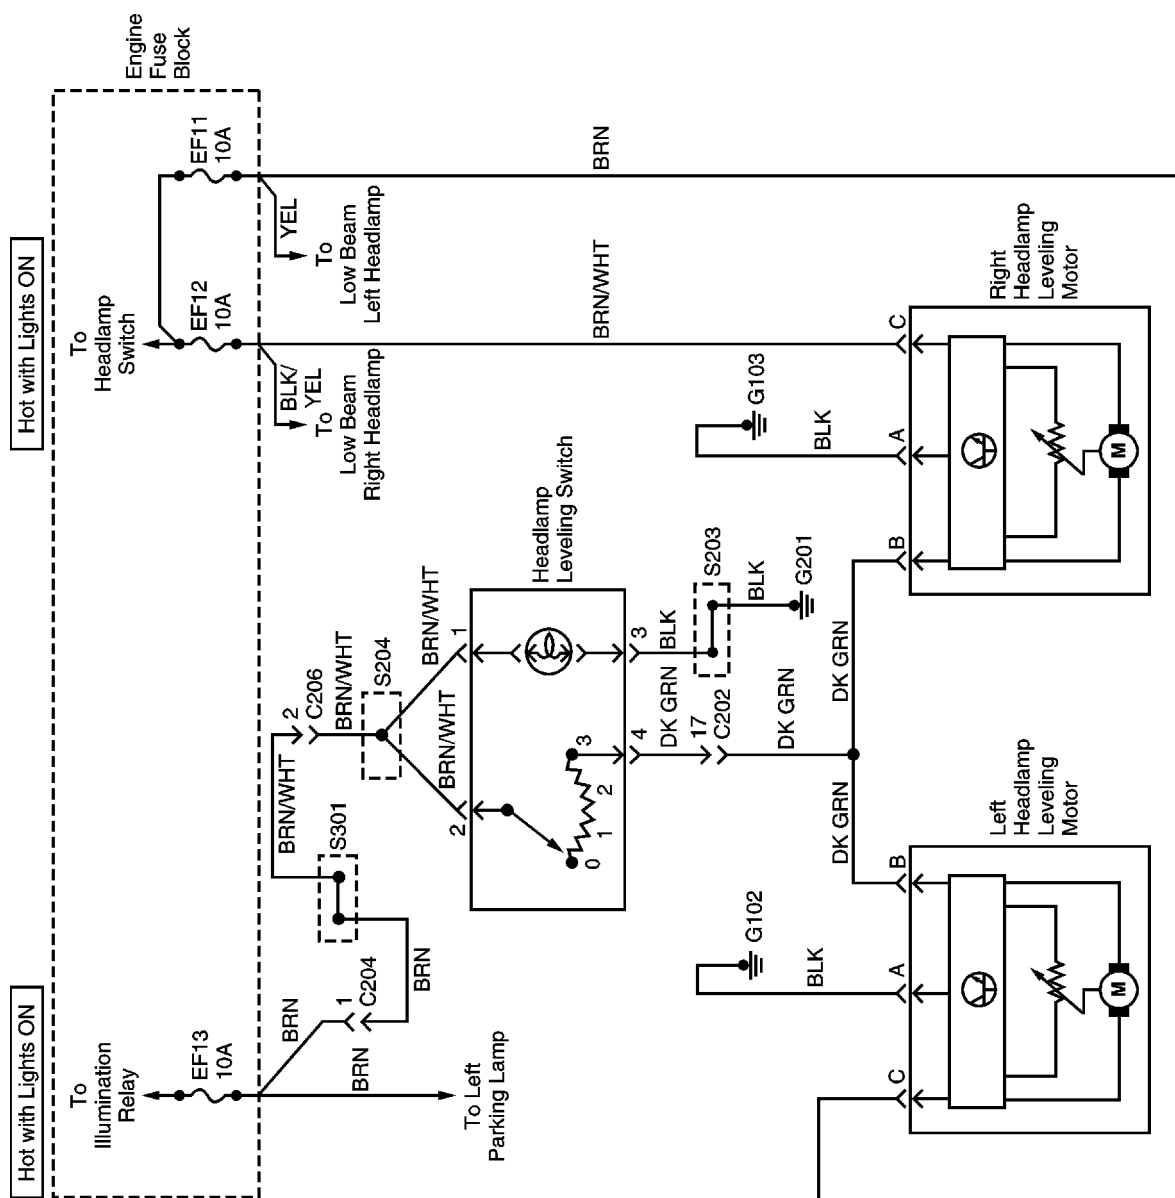 Hot with Lights ON
Hot with Lights ON
Engine
Fuse
Block
To
Illumination
Relay
EF13
10A
To
Headlamp
Switch
EF12
10A
EF11
10A
BRN
BRN
1
C204
BRN
S301
BRN/WHT
2
C206
BRN/WHT
S204
BRN/WHT
BRN/WHT
BLK/
YEL
To
Low Beam
Right Headlamp
YEL
To
Low Beam
Left Headlamp
BRN/WHT
BRN
To Left
Parking Lamp
2
1
Headlamp
Leveling Switch
0
1
2
3
4
3
DK GRN
BLK
17
C202
S203
BLK
G201
DK GRN
DK GRN
DK GRN
G102
BLK
G103
BLK
C
A
B
Left
Headlamp
Leveling
Motor
M
B
A
C
Right
Headlamp
Leveling
Motor
M